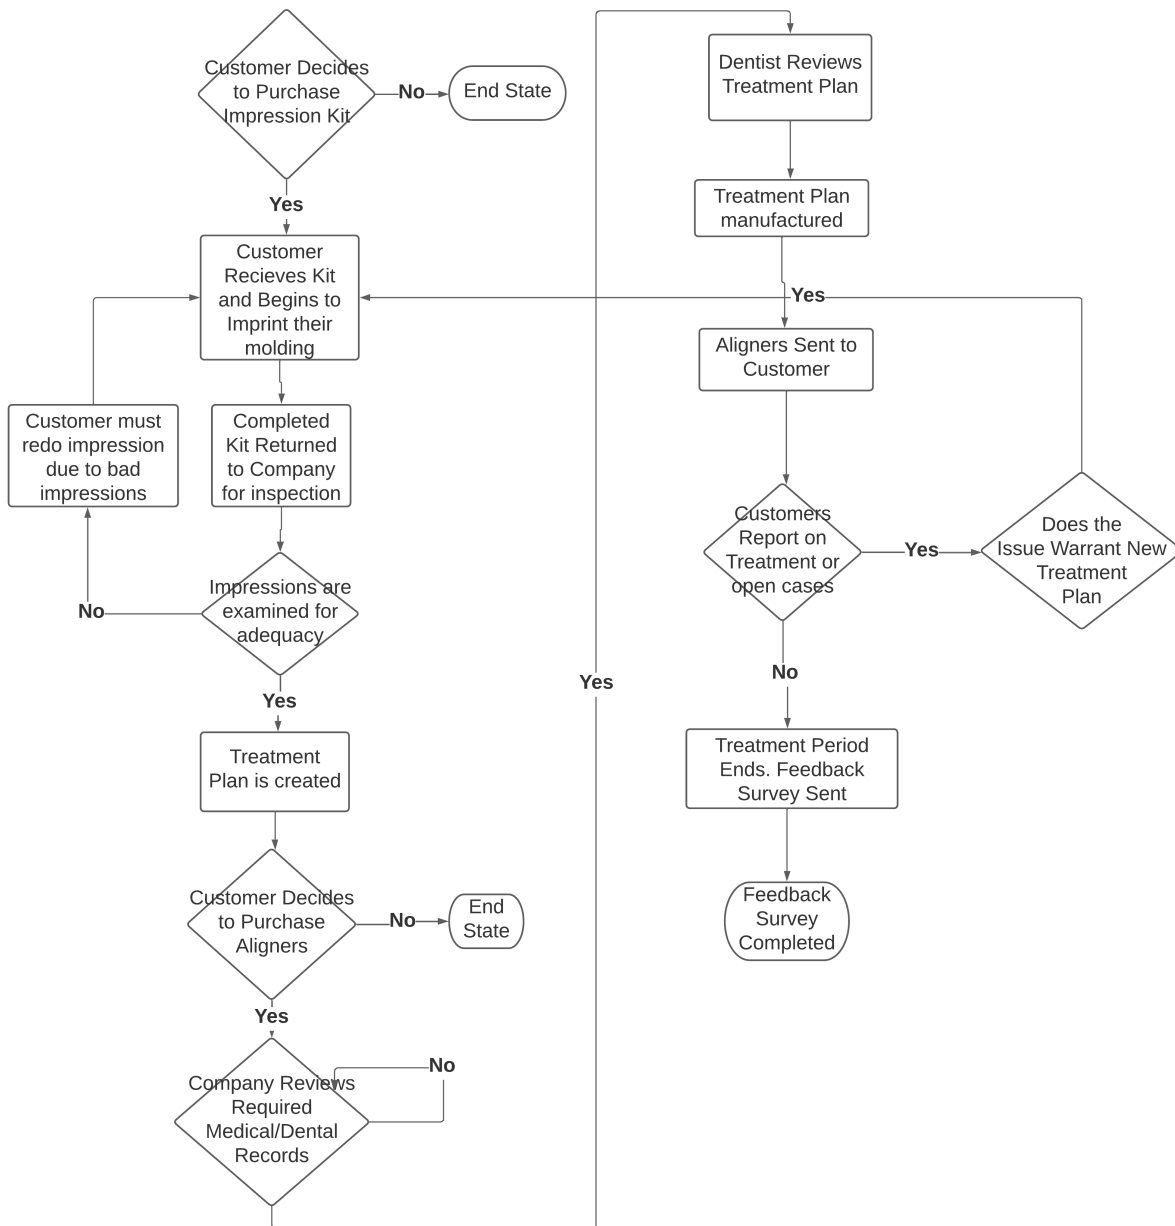 Customer Decides
to Purchase
Impression Kit
No
End State
Yes
Customer
Recieves Kit
and Begins to
Imprint their
molding
Customer must
redo impression
due to bad
impressions
Completed
Kit Returned
to Company
for inspection
Impressions are
examined for
adequacy
No
Yes
Treatment
Plan is created
Customer Decides
to Purchase
Aligners
No
End
State
Yes
Company Reviews
Required
Medical/Dental
Records
No
Yes
Dentist Reviews
Treatment Plan
Treatment Plan
manufactured
Yes
Aligners Sent to
Customer
Customers
Report on
Treatment or
open cases
Yes
Does the
Issue Warrant New
Treatment
Plan
No
Treatment Period
Ends. Feedback
Survey Sent
Feedback
Survey
Completed